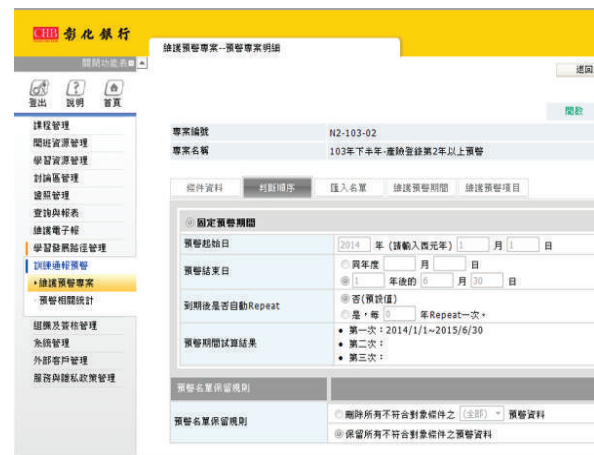 CHB 彰化銀行
維護預警專案--預警專案明細
關閉功能表
返回
登出 說明 首頁
開啟
課程管理
開班資源管理
學習資源管理
討論區管理
證照管理
查詢與報表
維護電子報
學習發展路徑管理
訓練通報預警
維護預警專案
預警相關統計
組織及簽核管理
系統管理
外部客戶管理
服務與隱私政策管理
專案編號 N2-103-02
專案名稱 103年下半年-產險登錄第2年以上預警
條件資料 判斷順序 匯入名單 維護預警期間 維護預警項目
固定預警期間
預警起始日 2014 年 (請輸入西元年) 1 月 1 日
預警結束日 同年度 月 日
1 年後的 6 月 30 日
到期後是否自動Repeat 否(預設值)
是，每 0 年Repeat一次。
預警期間試算結果 • 第一次：2014/1/1~2015/6/30
• 第二次：
• 第三次：
預警名單保留規則
預警名單保留規則 刪除所有不符合對象條件之 (全部) 預警資料
保留所有不符合對象條件之預警資料